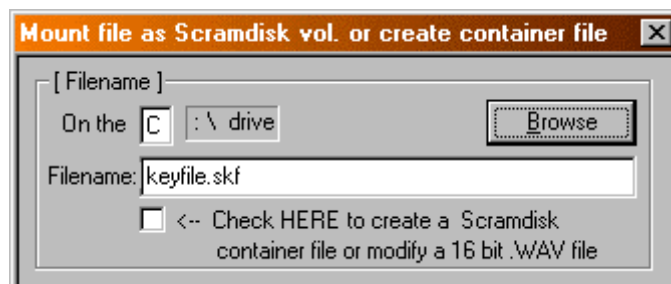 Mount file as Scramdisk vol. or create container file
[ Filename ]
On the C : \ drive Browse
Filename: keyfile.skf
<-- Check HERE to create a Scramdisk
container file or modify a 16 bit .WAV file